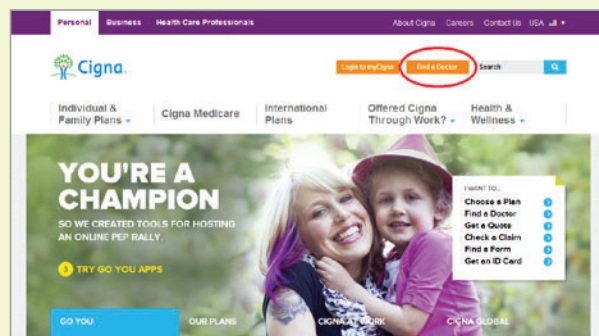 Personal Business Health Care Professionals About Cigna Careers Contact Us USA
Cigna.
Login to myCigna Find a Doctor Search
Individual & Family Plans
Cigna Medicare
International Plans
Offered Cigna Through Work?
Health & Wellness
YOU'RE A
CHAMPION
SO WE CREATED TOOLS FOR HOSTING
AN ONLINE PEP RALLY.
TRY GO YOU APPS
I WANT TO...
Choose a Plan
Find a Doctor
Get a Quote
Check a Claim
Find a Form
Get an ID Card
GO YOU OUR PLANS CIGNA AT WORK CIGNA GLOBAL